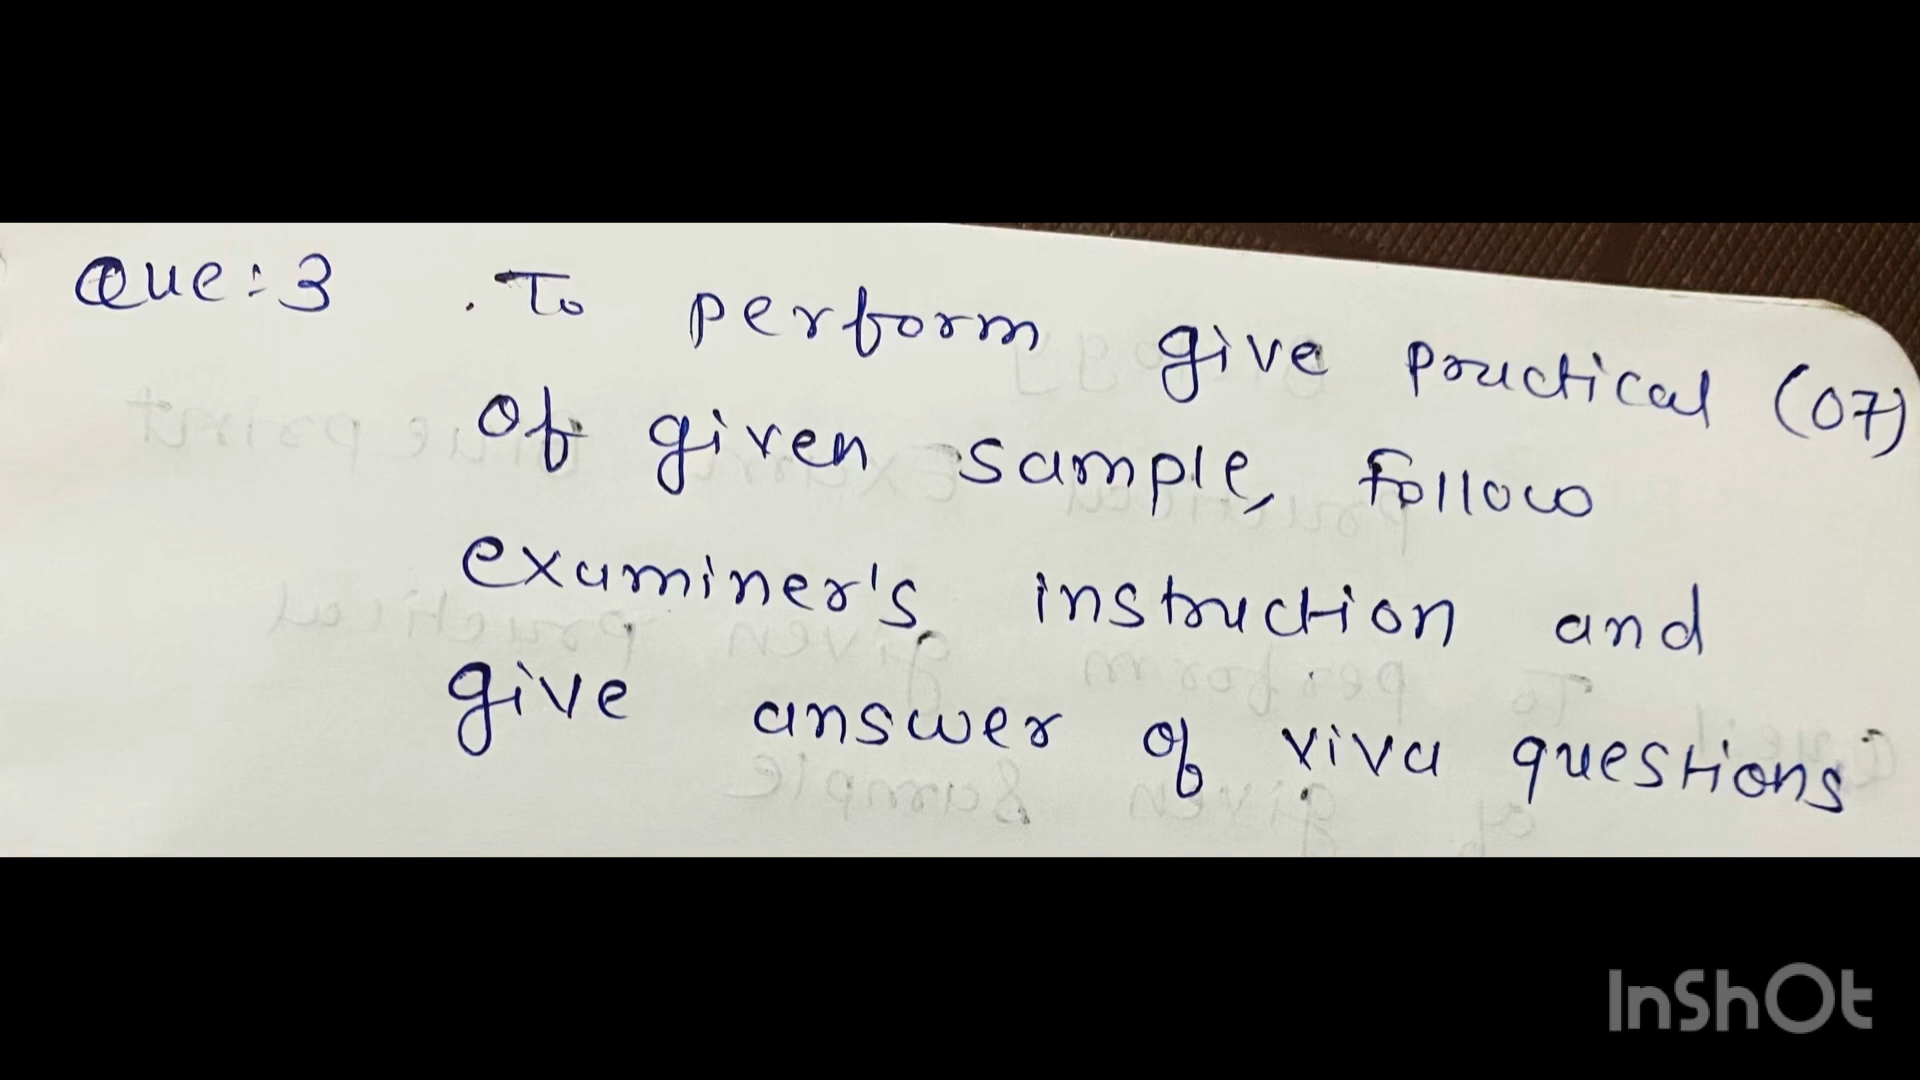 Que:3 . To perform give practical (07)
of given sample, follow
examiner's instruction and
give answer of viva questions
InShOt